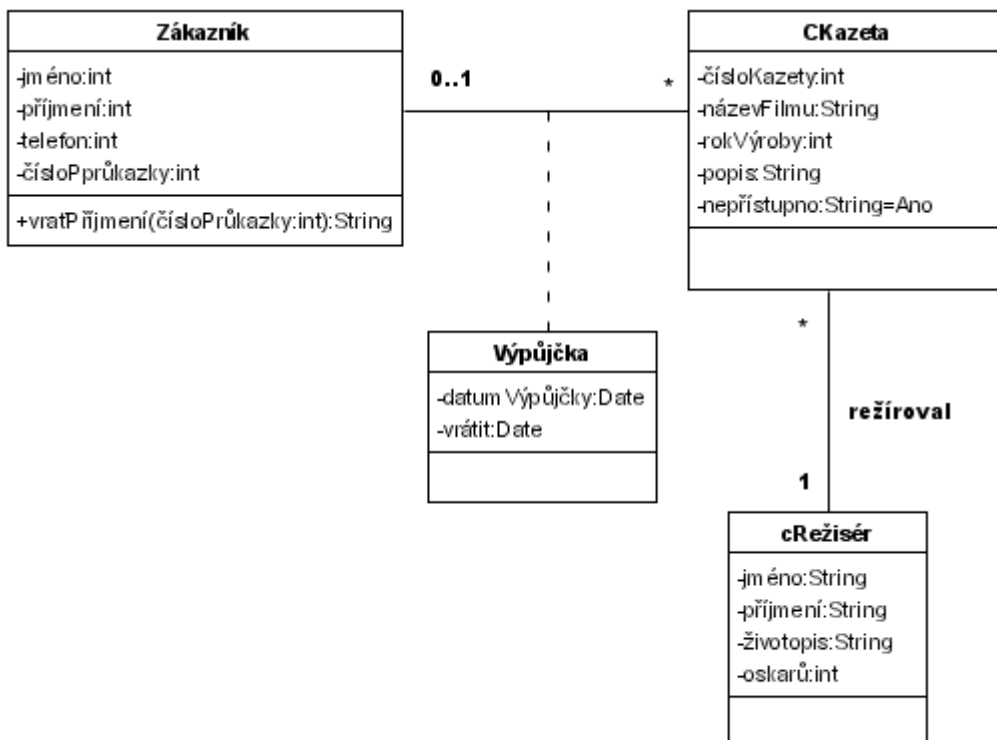 Zákazník
-jméno:int
-příjmení:int
-telefon:int
-čísloPprůkazky:int
+vratPříjmení(čísloPrůkazky:int):String
0..1
*
CKazeta
-čísloKazety:int
-názevFilmu:String
-rokVýroby:int
-popis:String
-nepřístupno:String=Ano
Výpůjčka
-datumVýpůjčky:Date
-vrátit:Date
*
režíroval
1
cRežisér
-jméno:String
-příjmení:String
-životopis:String
-oskarů:int